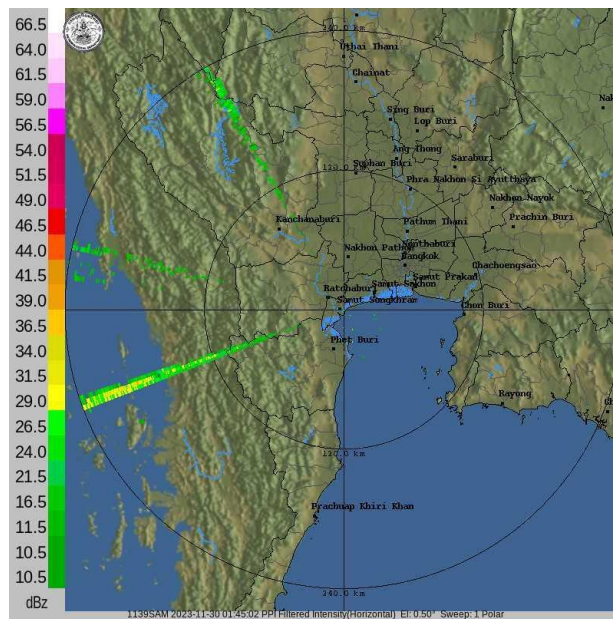 66.5
64.0
61.5
59.0
56.5
54.0
51.5
49.0
46.5
44.0
41.5
39.0
36.5
34.0
31.5
29.0
26.5
24.0
21.5
16.5
11.5
10.5
10.5
dBz
240.0 km
Uthai Thani
Chainat
Sing Buri
Lop Buri
Ang Thong
Saraburi
Suphan Buri
120.0 km
Phra Nakhon Si Ayutthaya
Nakhon Nayok
Prachin Buri
Kanchanaburi
Pathum Thani
Nonthaburi
Nakhon Pathom
Bangkok
Chachoengsao
Samut Prakan
Ratchaburi
Samut Sakhon
Samut Songkhram
Chon Buri
Phet Buri
Rayong
120.0 km
Prachuap Khiri Khan
240.0 km
1139SAM 2023-11-30 01:45:02 PPI Filtered Intensity(Horizontal) El: 0.50° Sweep: 1 Polar